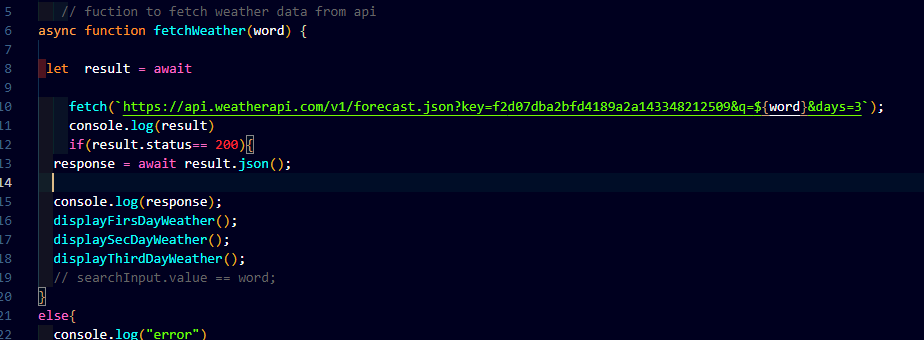 5 // fuction to fetch weather data from api
6 async function fetchWeather(word) {
7
8 let result = await
9
10 fetch(`https://api.weatherapi.com/v1/forecast.json?key=f2d07dba2bfd4189a2a143348212509&q=${word}&days=3`);
11 console.log(result)
12 if(result.status== 200){
13 response = await result.json();
14
15 console.log(response);
16 displayFirsDayWeather();
17 displaySecDayWeather();
18 displayThirdDayWeather();
19 // searchInput.value == word;
20 }
21 else{
22 console.log("error")